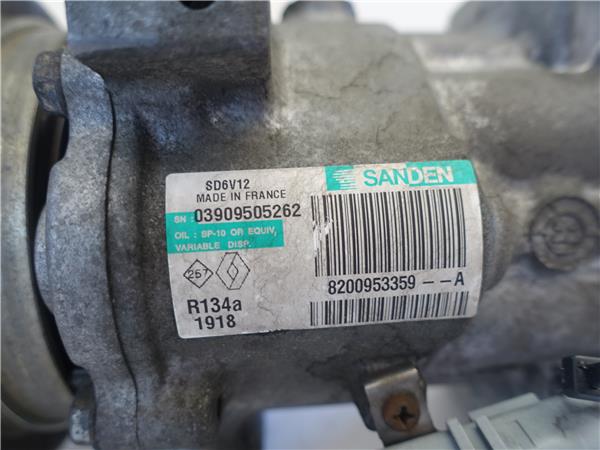 SD6V12
MADE IN FRANCE
SANDEN
SN : 03909505262
OIL : SP-10 OR EQUIV,
VARIABLE DISP.
257
8200953359--A
R134a
1918